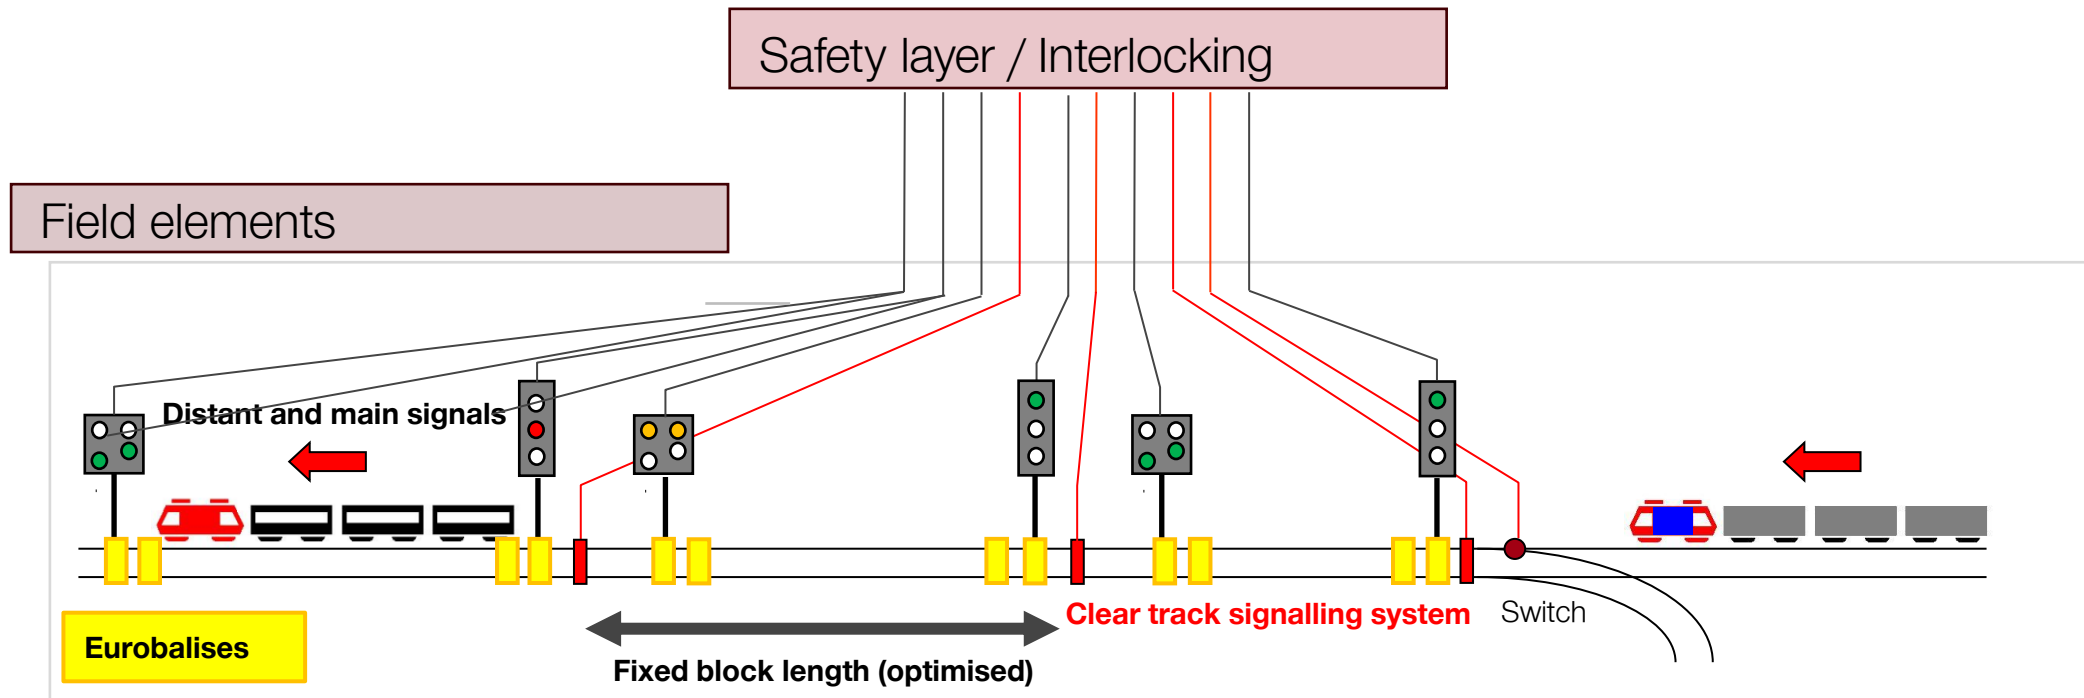 Safety layer / Interlocking
Field elements
Distant and main signals
Clear track signalling system
Switch
Eurobalises
Fixed block length (optimised)